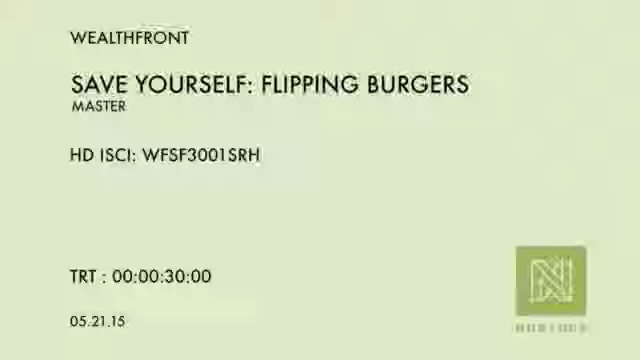 WEALTHFRONT
SAVE YOURSELF: FLIPPING BURGERS
MASTER
HD ISCI: WFSF3001SRH
TRT : 00:00:30:00
05.21.15